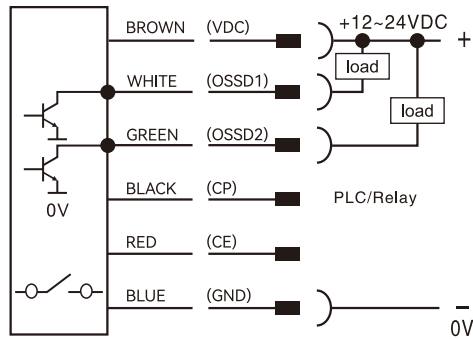 BROWN (VDC) +12~24VDC +
load
WHITE (OSSD1)
load
GREEN (OSSD2)
0V BLACK (CP) PLC/Relay
RED (CE)
BLUE (GND) −
0V